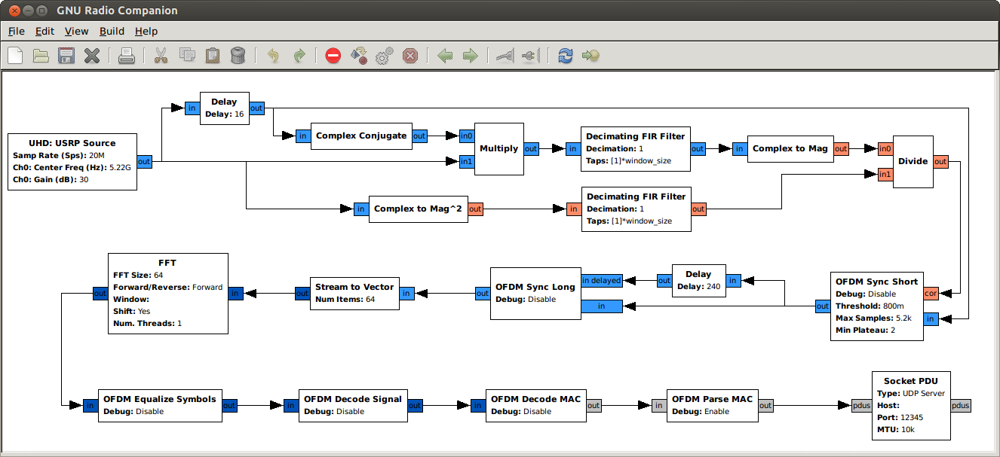 GNU Radio Companion
File Edit View Build Help
Delay
Delay: 16
in
out
UHD: USRP Source
Samp Rate (Sps): 20M
Ch0: Center Freq (Hz): 5.22G
Ch0: Gain (dB): 30
out
in
Complex Conjugate
out
in0
in1
Multiply
out
in
Decimating FIR Filter
Decimation: 1
Taps: [1]*window_size
out
in
Complex to Mag
out
in0
in1
Divide
out
in
Complex to Mag^2
out
in
Decimating FIR Filter
Decimation: 1
Taps: [1]*window_size
out
FFT
FFT Size: 64
Forward/Reverse: Forward
Window:
Shift: Yes
Num. Threads: 1
out
in
out
Stream to Vector
Num Items: 64
in
out
OFDM Sync Long
Debug: Disable
in delayed
in
out
Delay
Delay: 240
in
out
OFDM Sync Short
Debug: Disable
Threshold: 800m
Max Samples: 5.2k
Min Plateau: 2
cor
in
in
OFDM Equalize Symbols
Debug: Disable
out
in
OFDM Decode Signal
Debug: Disable
out
in
OFDM Decode MAC
Debug: Disable
out
in
OFDM Parse MAC
Debug: Enable
out
pdus
Socket PDU
Type: UDP Server
Host:
Port: 12345
MTU: 10k
pdus